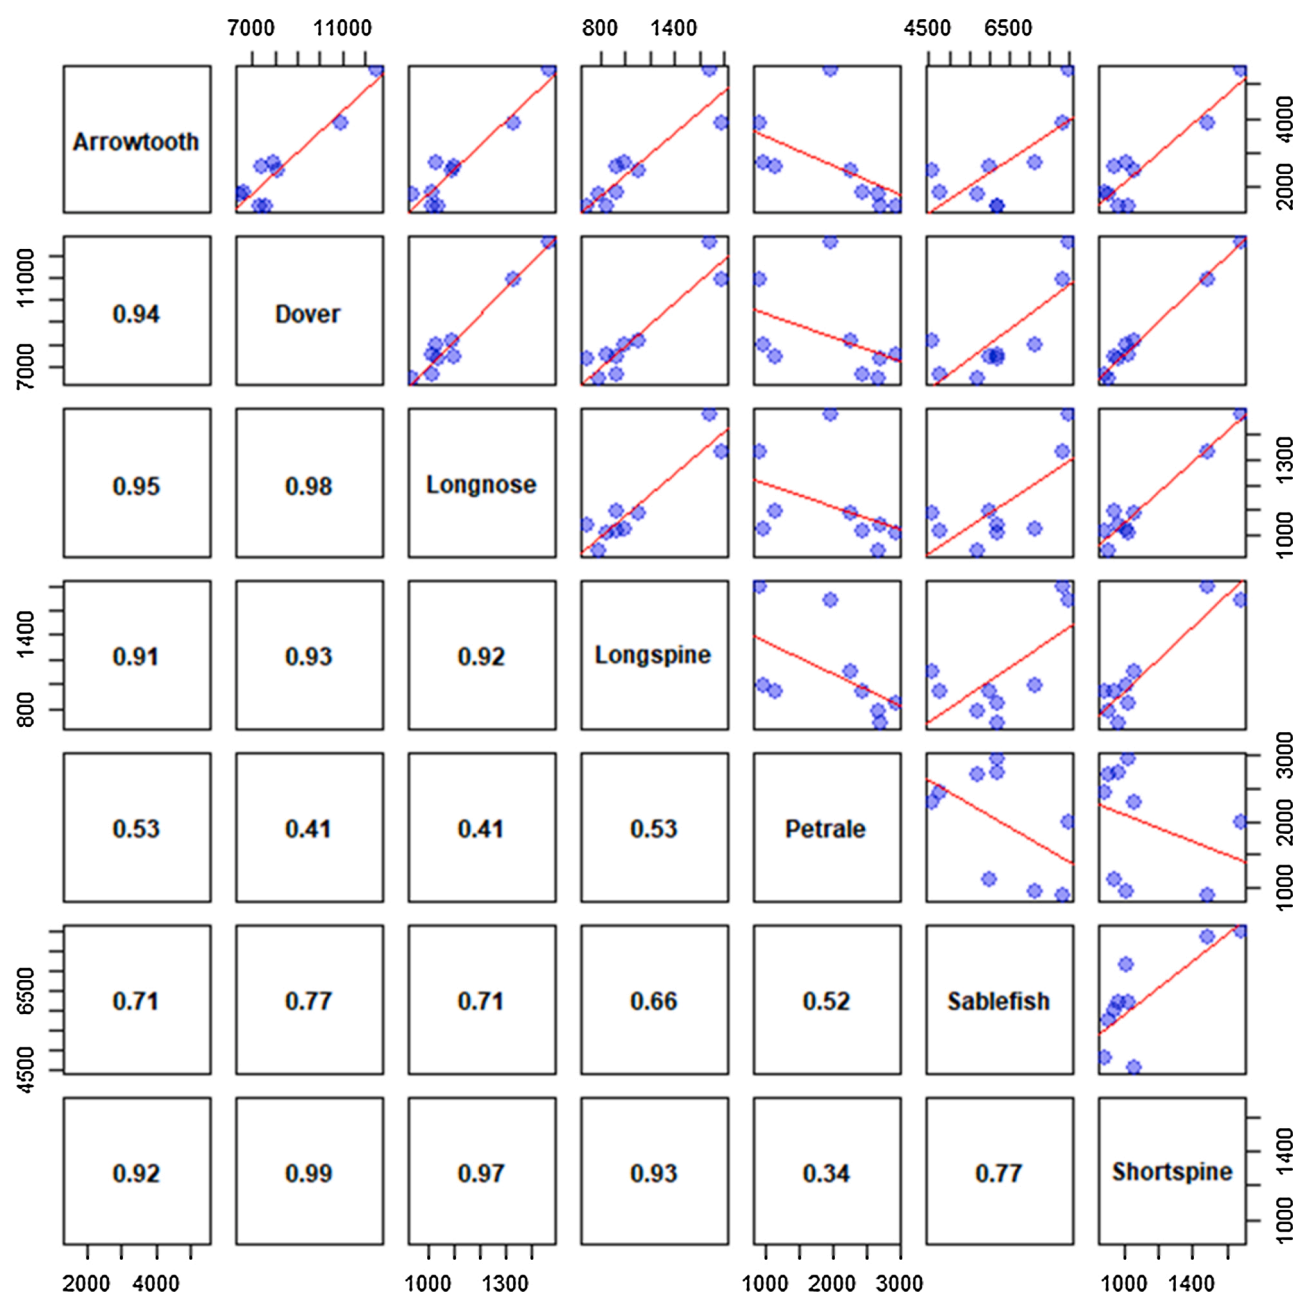 7000 11000 800 1400 4500 6500
Arrowtooth
2000 4000
7000 11000
0.94 Dover
0.95 0.98 Longnose
1000 1300
800 1400
0.91 0.93 0.92 Longspine
0.53 0.41 0.41 0.53 Petrale
1000 2000 3000
4500 6500
0.71 0.77 0.71 0.66 0.52 Sablefish
0.92 0.99 0.97 0.93 0.34 0.77 Shortspine
1000 1400
2000 4000 1000 1300 1000 2000 3000 1000 1400